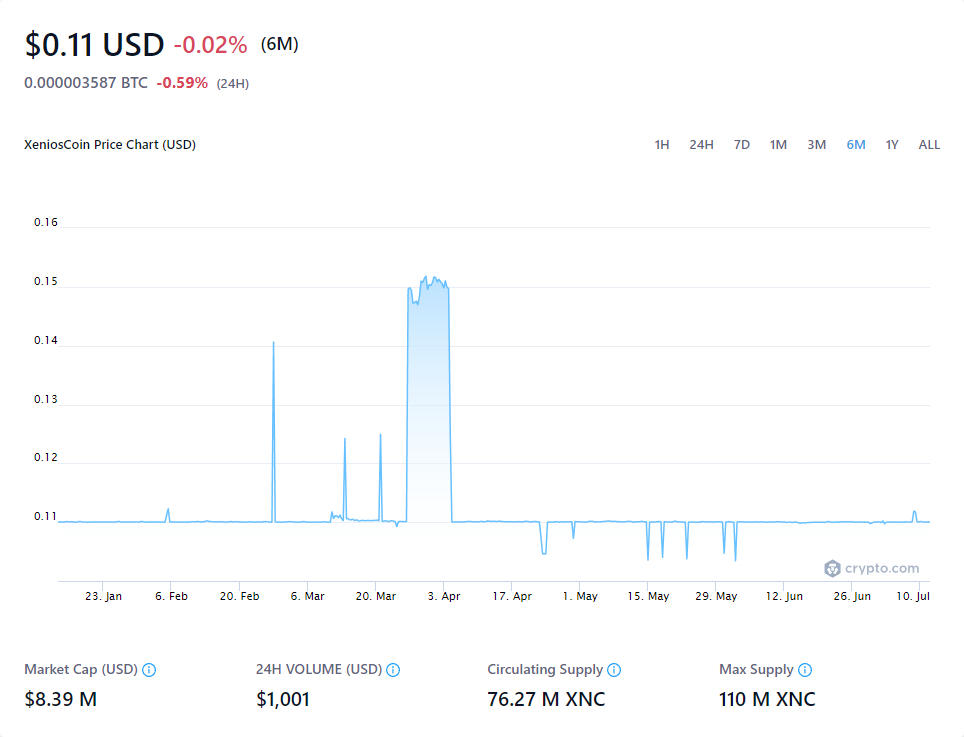 $0.11 USD -0.02% (6M)
0.000003587 BTC -0.59% (24H)
XeniosCoin Price Chart (USD) 1H 24H 7D 1M 3M 6M 1Y ALL
0.16
0.15
0.14
0.13
0.12
0.11
crypto.com
23. Jan 6. Feb 20. Feb 6. Mar 20. Mar 3. Apr 17. Apr 1. May 15. May 29. May 12. Jun 26. Jun 10. Jul
Market Cap (USD) 24H VOLUME (USD) Circulating Supply Max Supply
$8.39 M $1,001 76.27 M XNC 110 M XNC